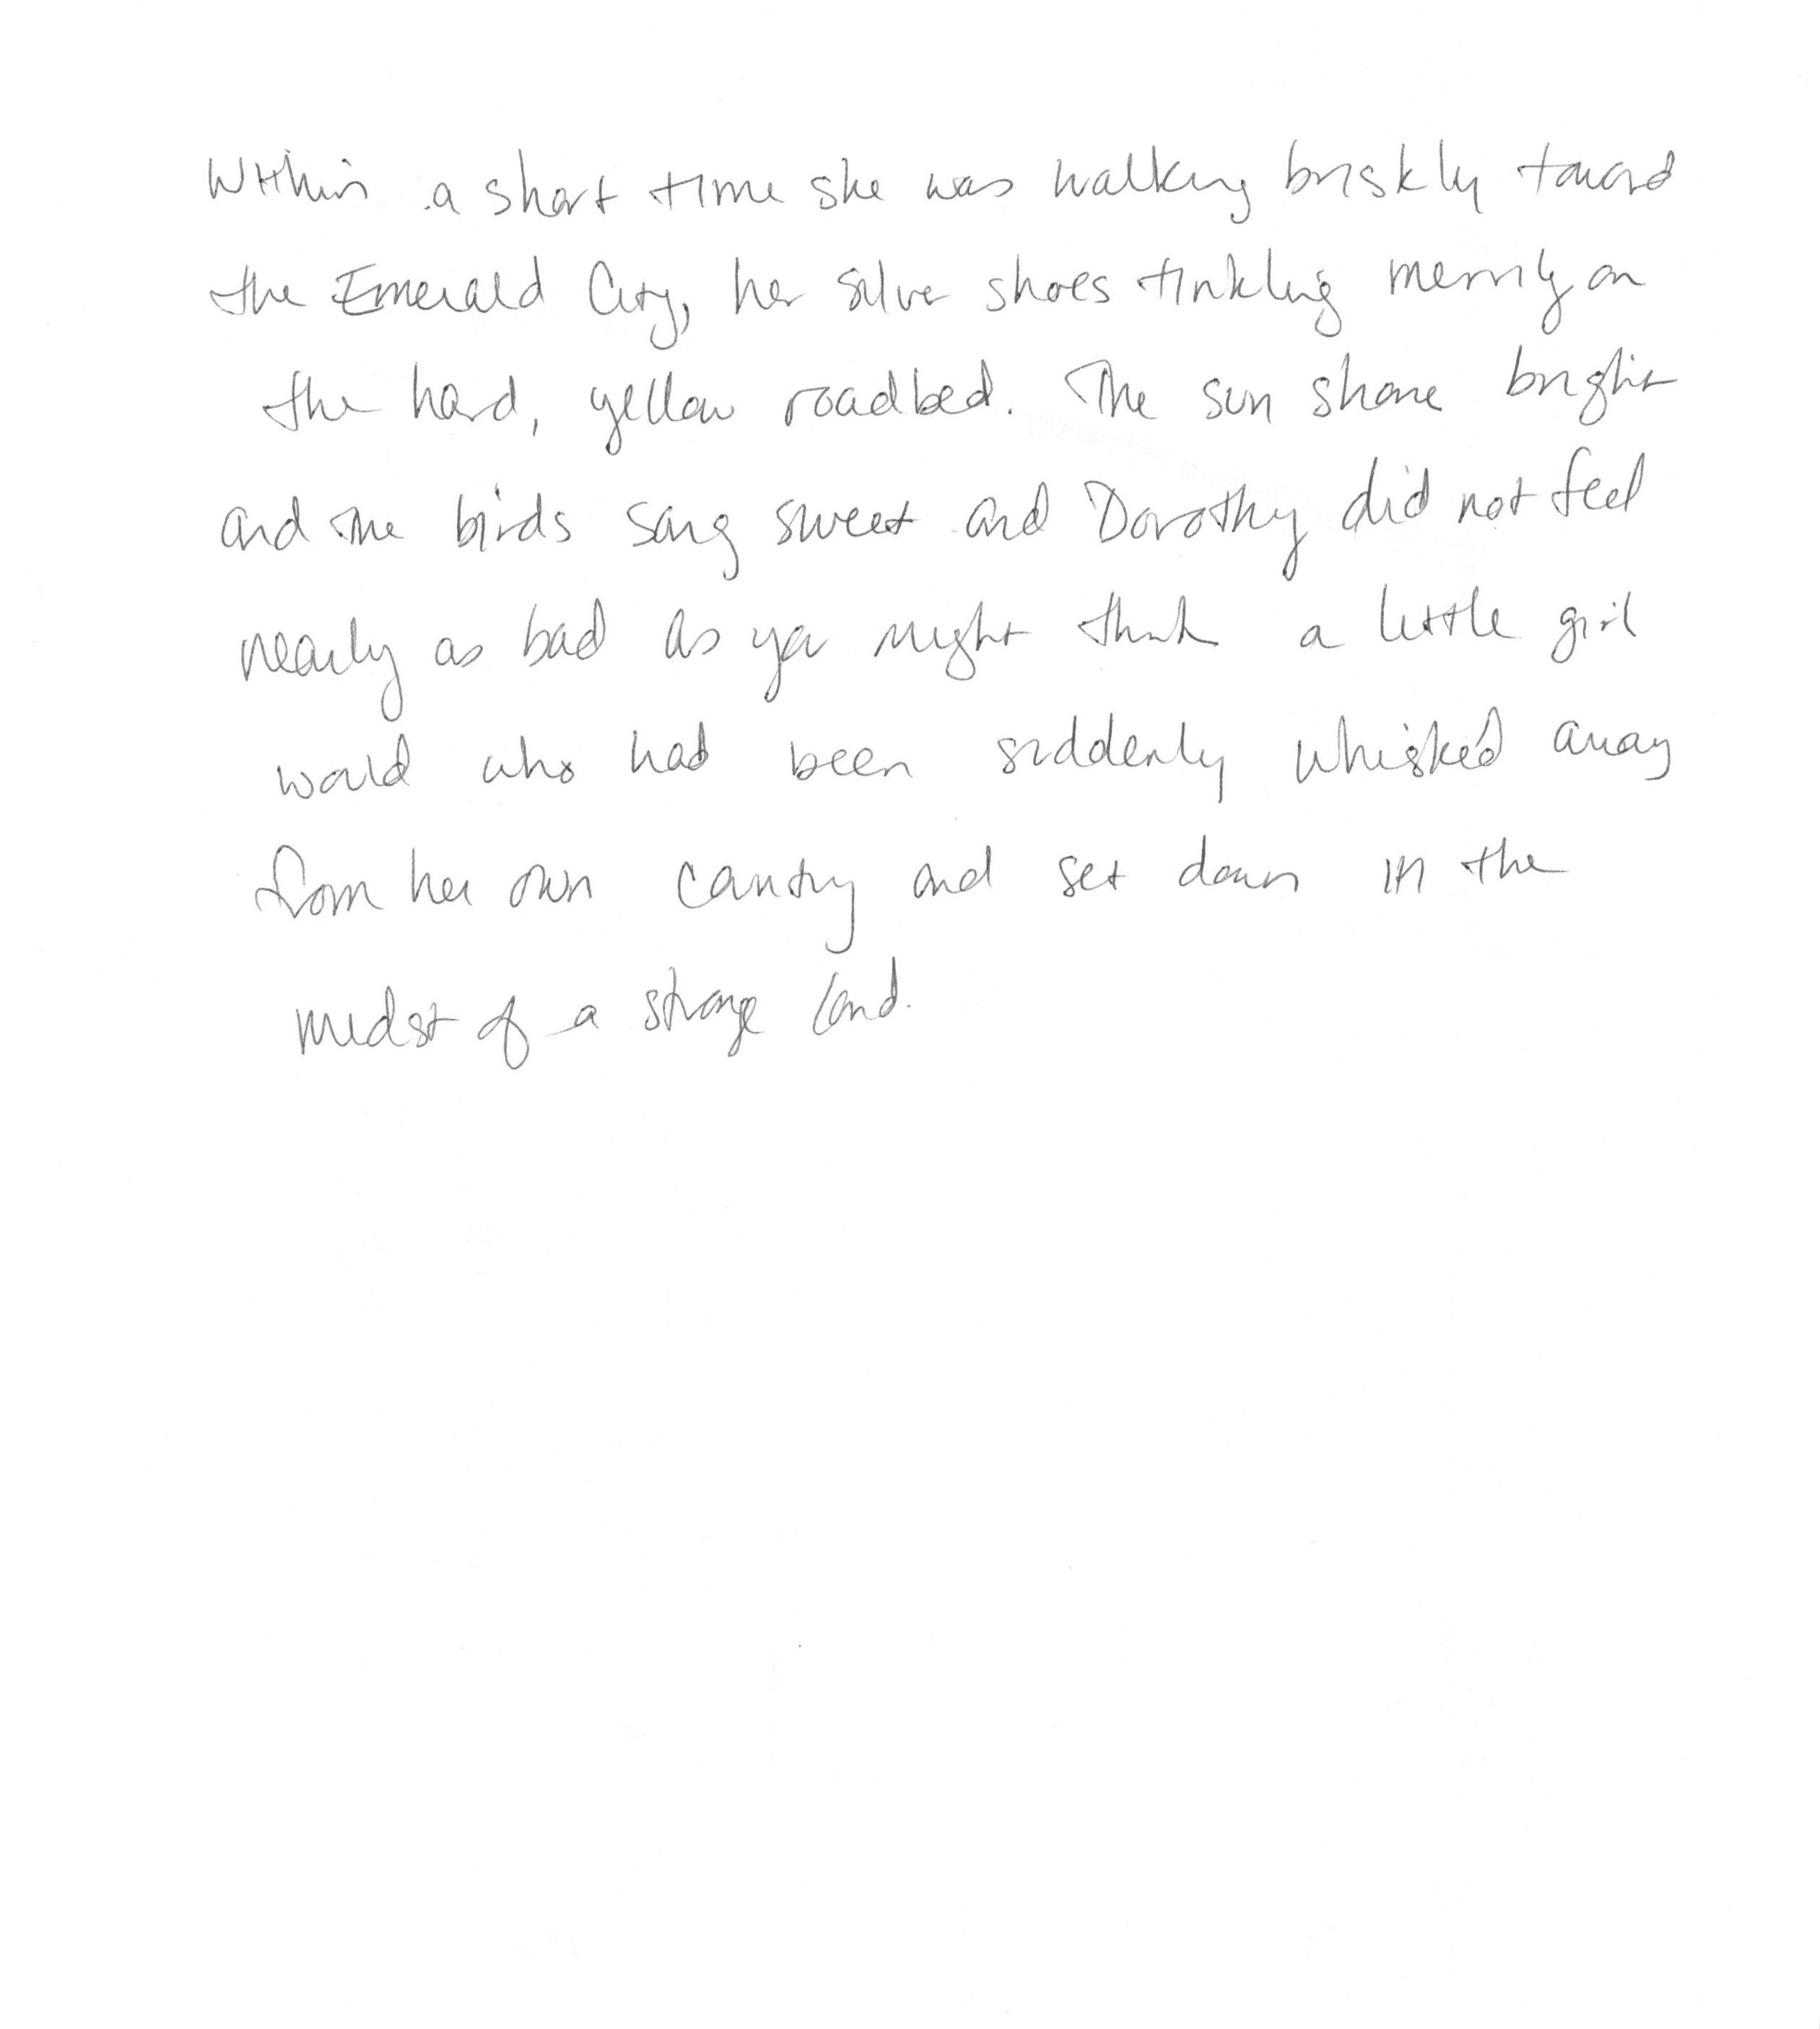 Within a short time she was walking briskly toward
the Emerald City, her silver shoes tinkling merrily on
the hard, yellow roadbed. The sun shone bright
and the birds sang sweet and Dorothy did not feel
nearly as bad as you might think a little girl
would who had been suddenly whisked away
from her own country and set down in the
midst of a strange land.